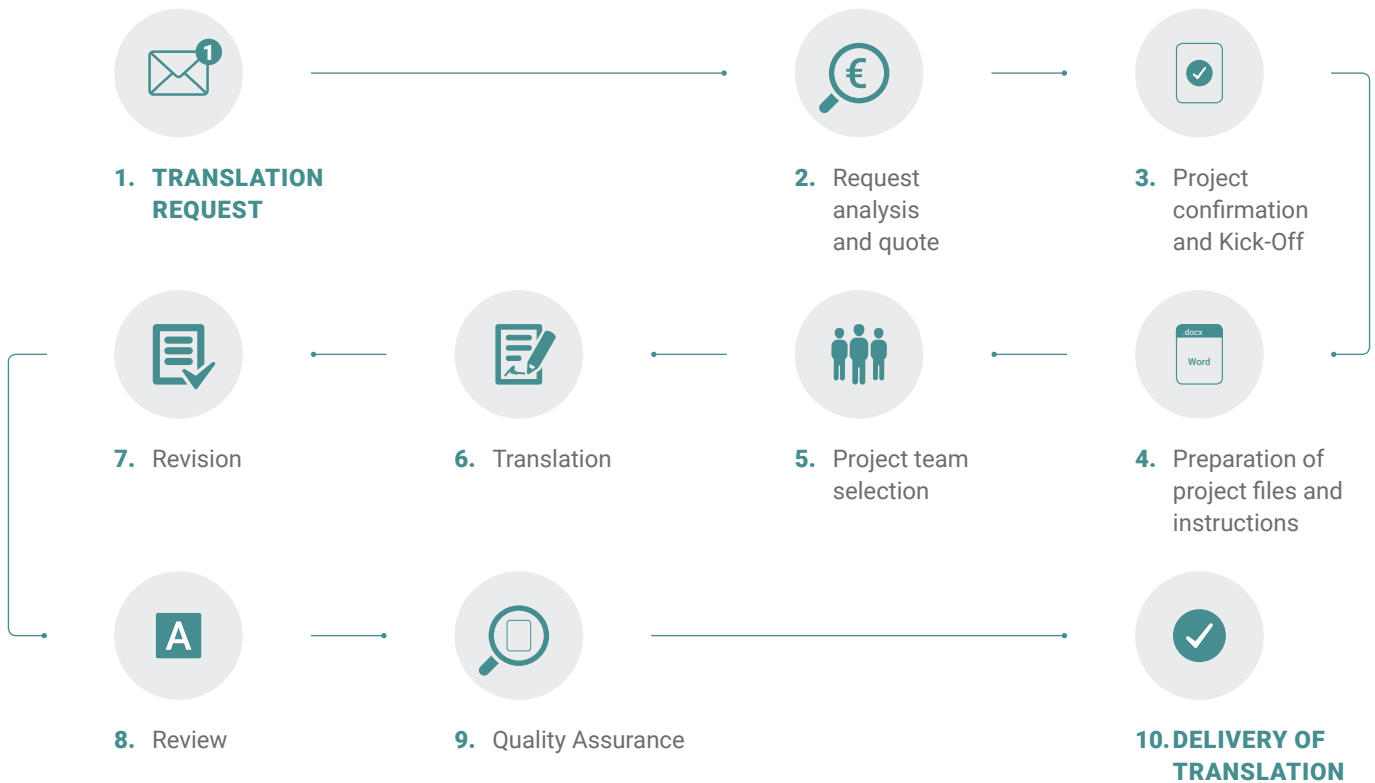 1
€
1. TRANSLATION
REQUEST
2. Request
analysis
and quote
3. Project
confirmation
and Kick-Off
.docx
Word
4. Preparation of
project files and
instructions
5. Project team
selection
6. Translation
7. Revision
A
8. Review
9. Quality Assurance
10. DELIVERY OF
TRANSLATION